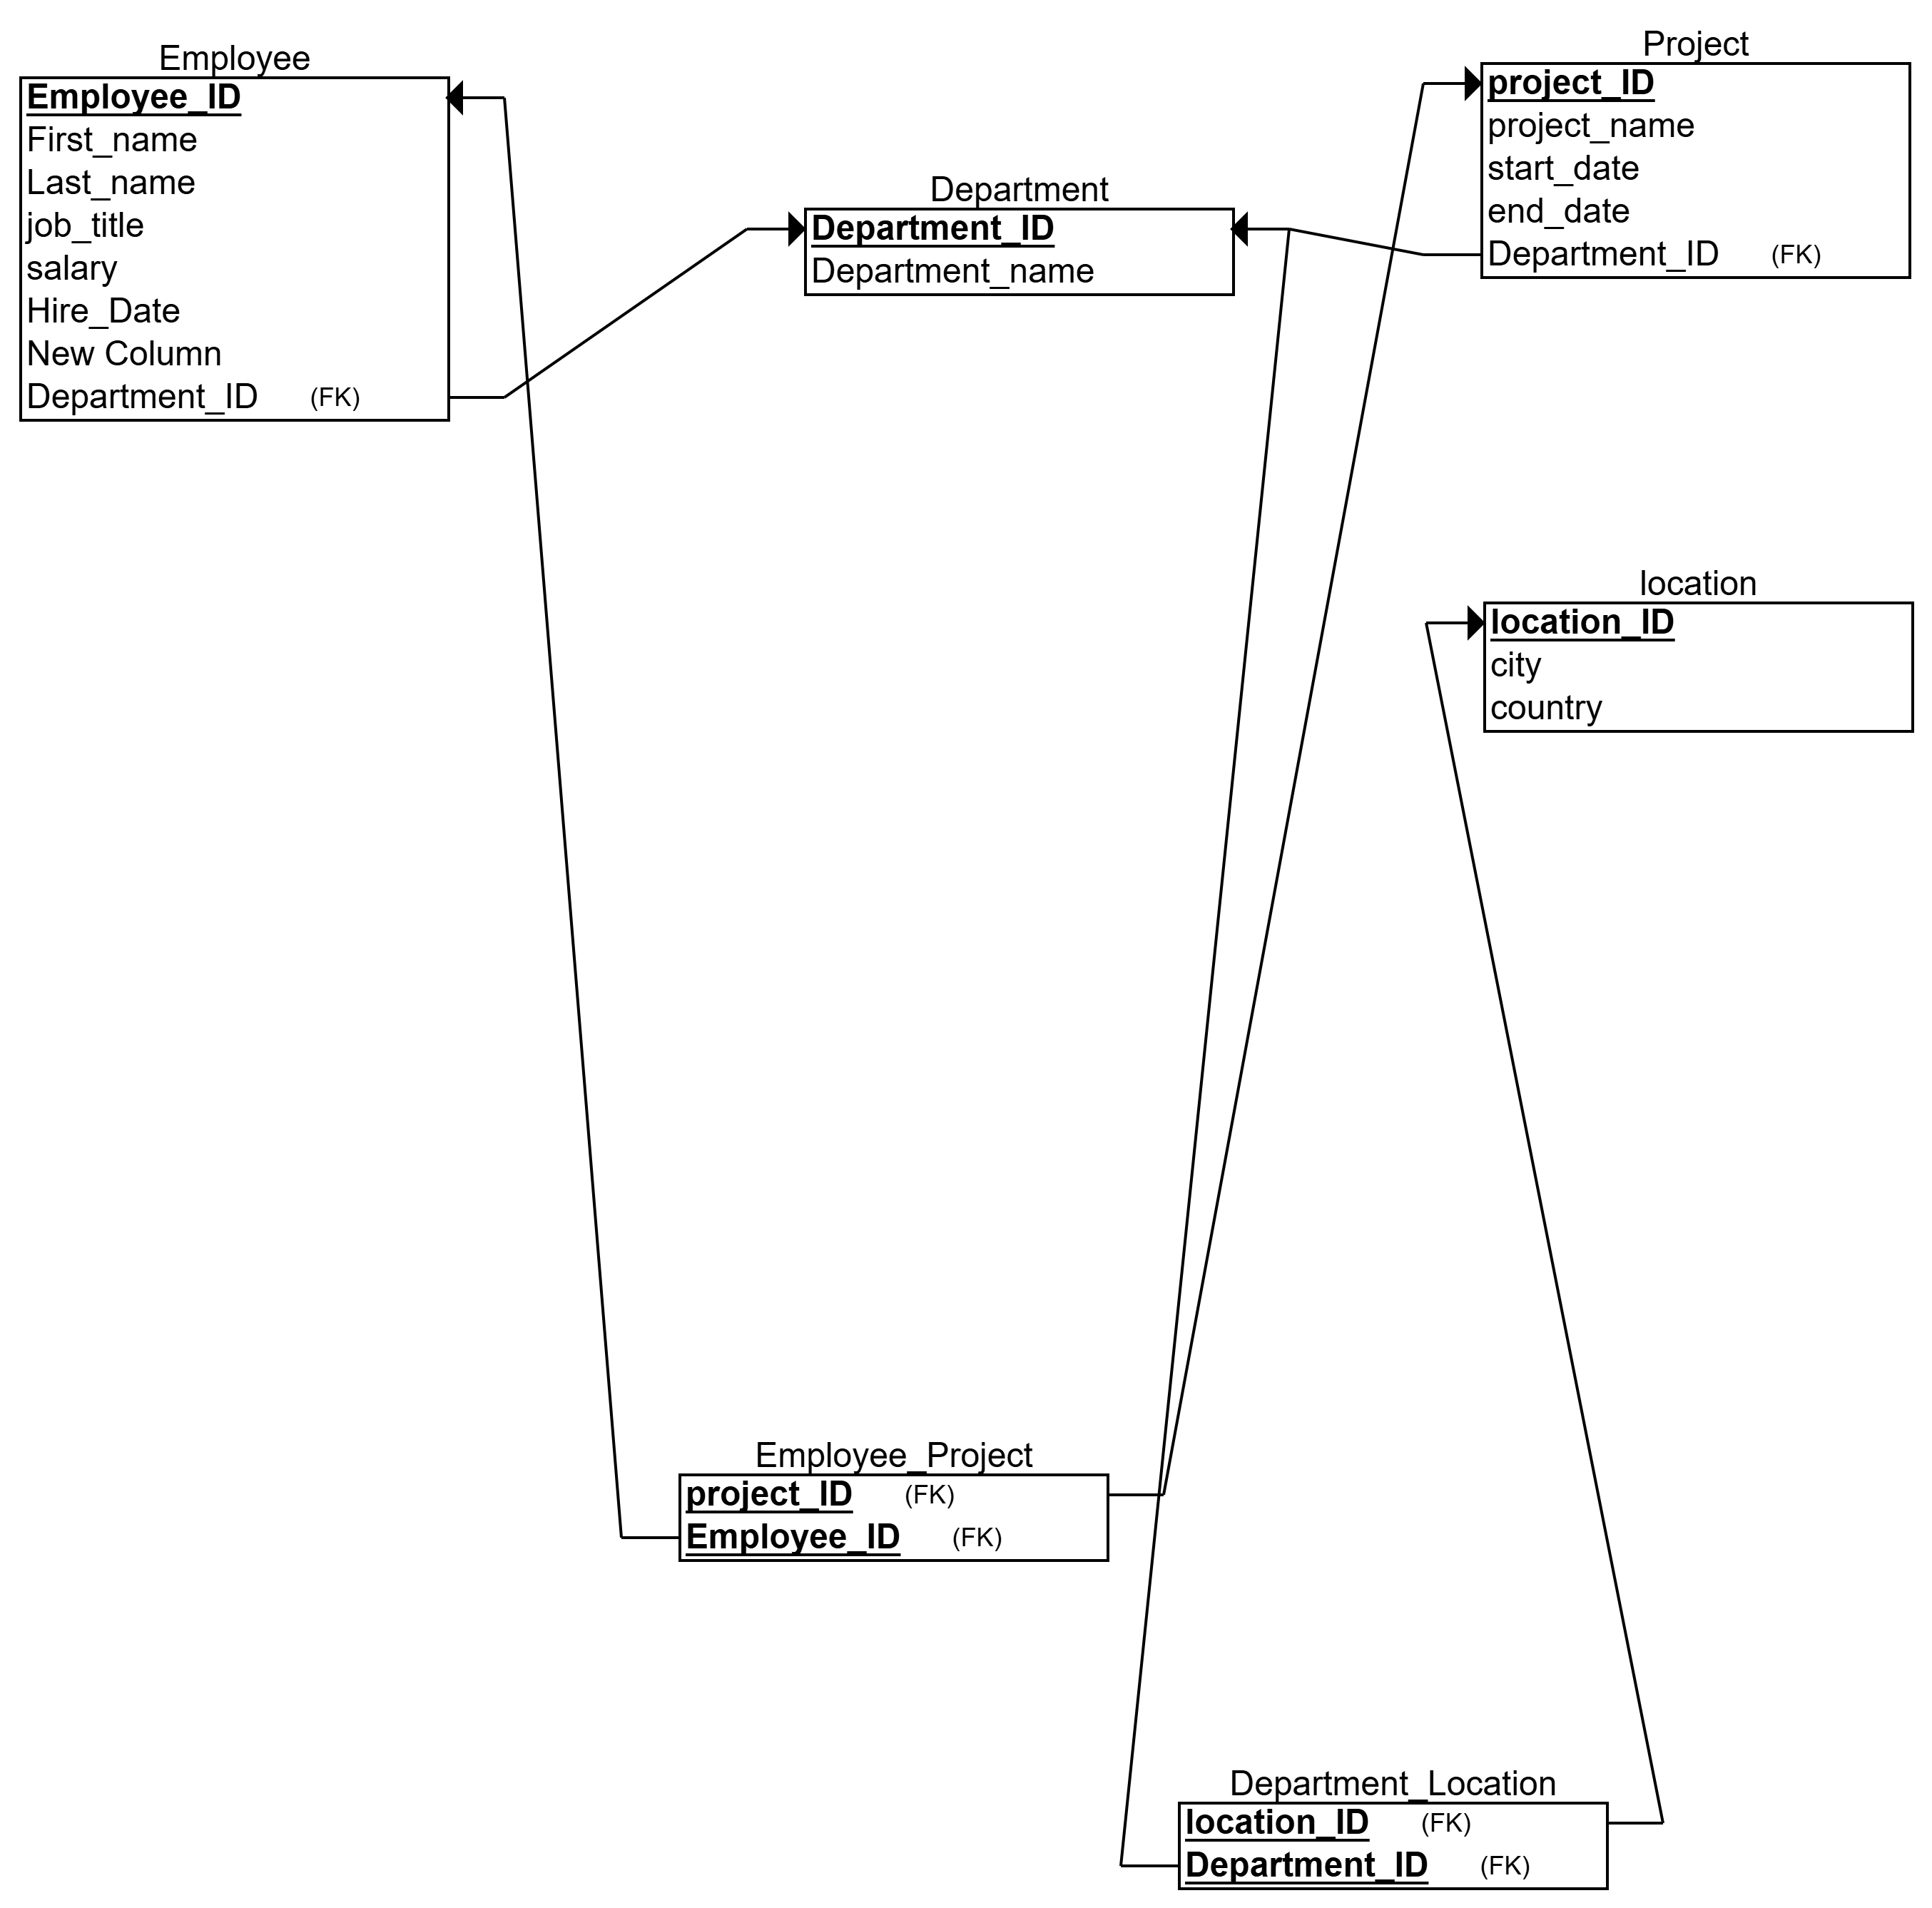 Employee
Employee_ID
First_name
Last_name
job_title
salary
Hire_Date
New Column
Department_ID (FK)
Department
Department_ID
Department_name
Project
project_ID
project_name
start_date
end_date
Department_ID (FK)
location
location_ID
city
country
Employee_Project
project_ID (FK)
Employee_ID (FK)
Department_Location
location_ID (FK)
Department_ID (FK)